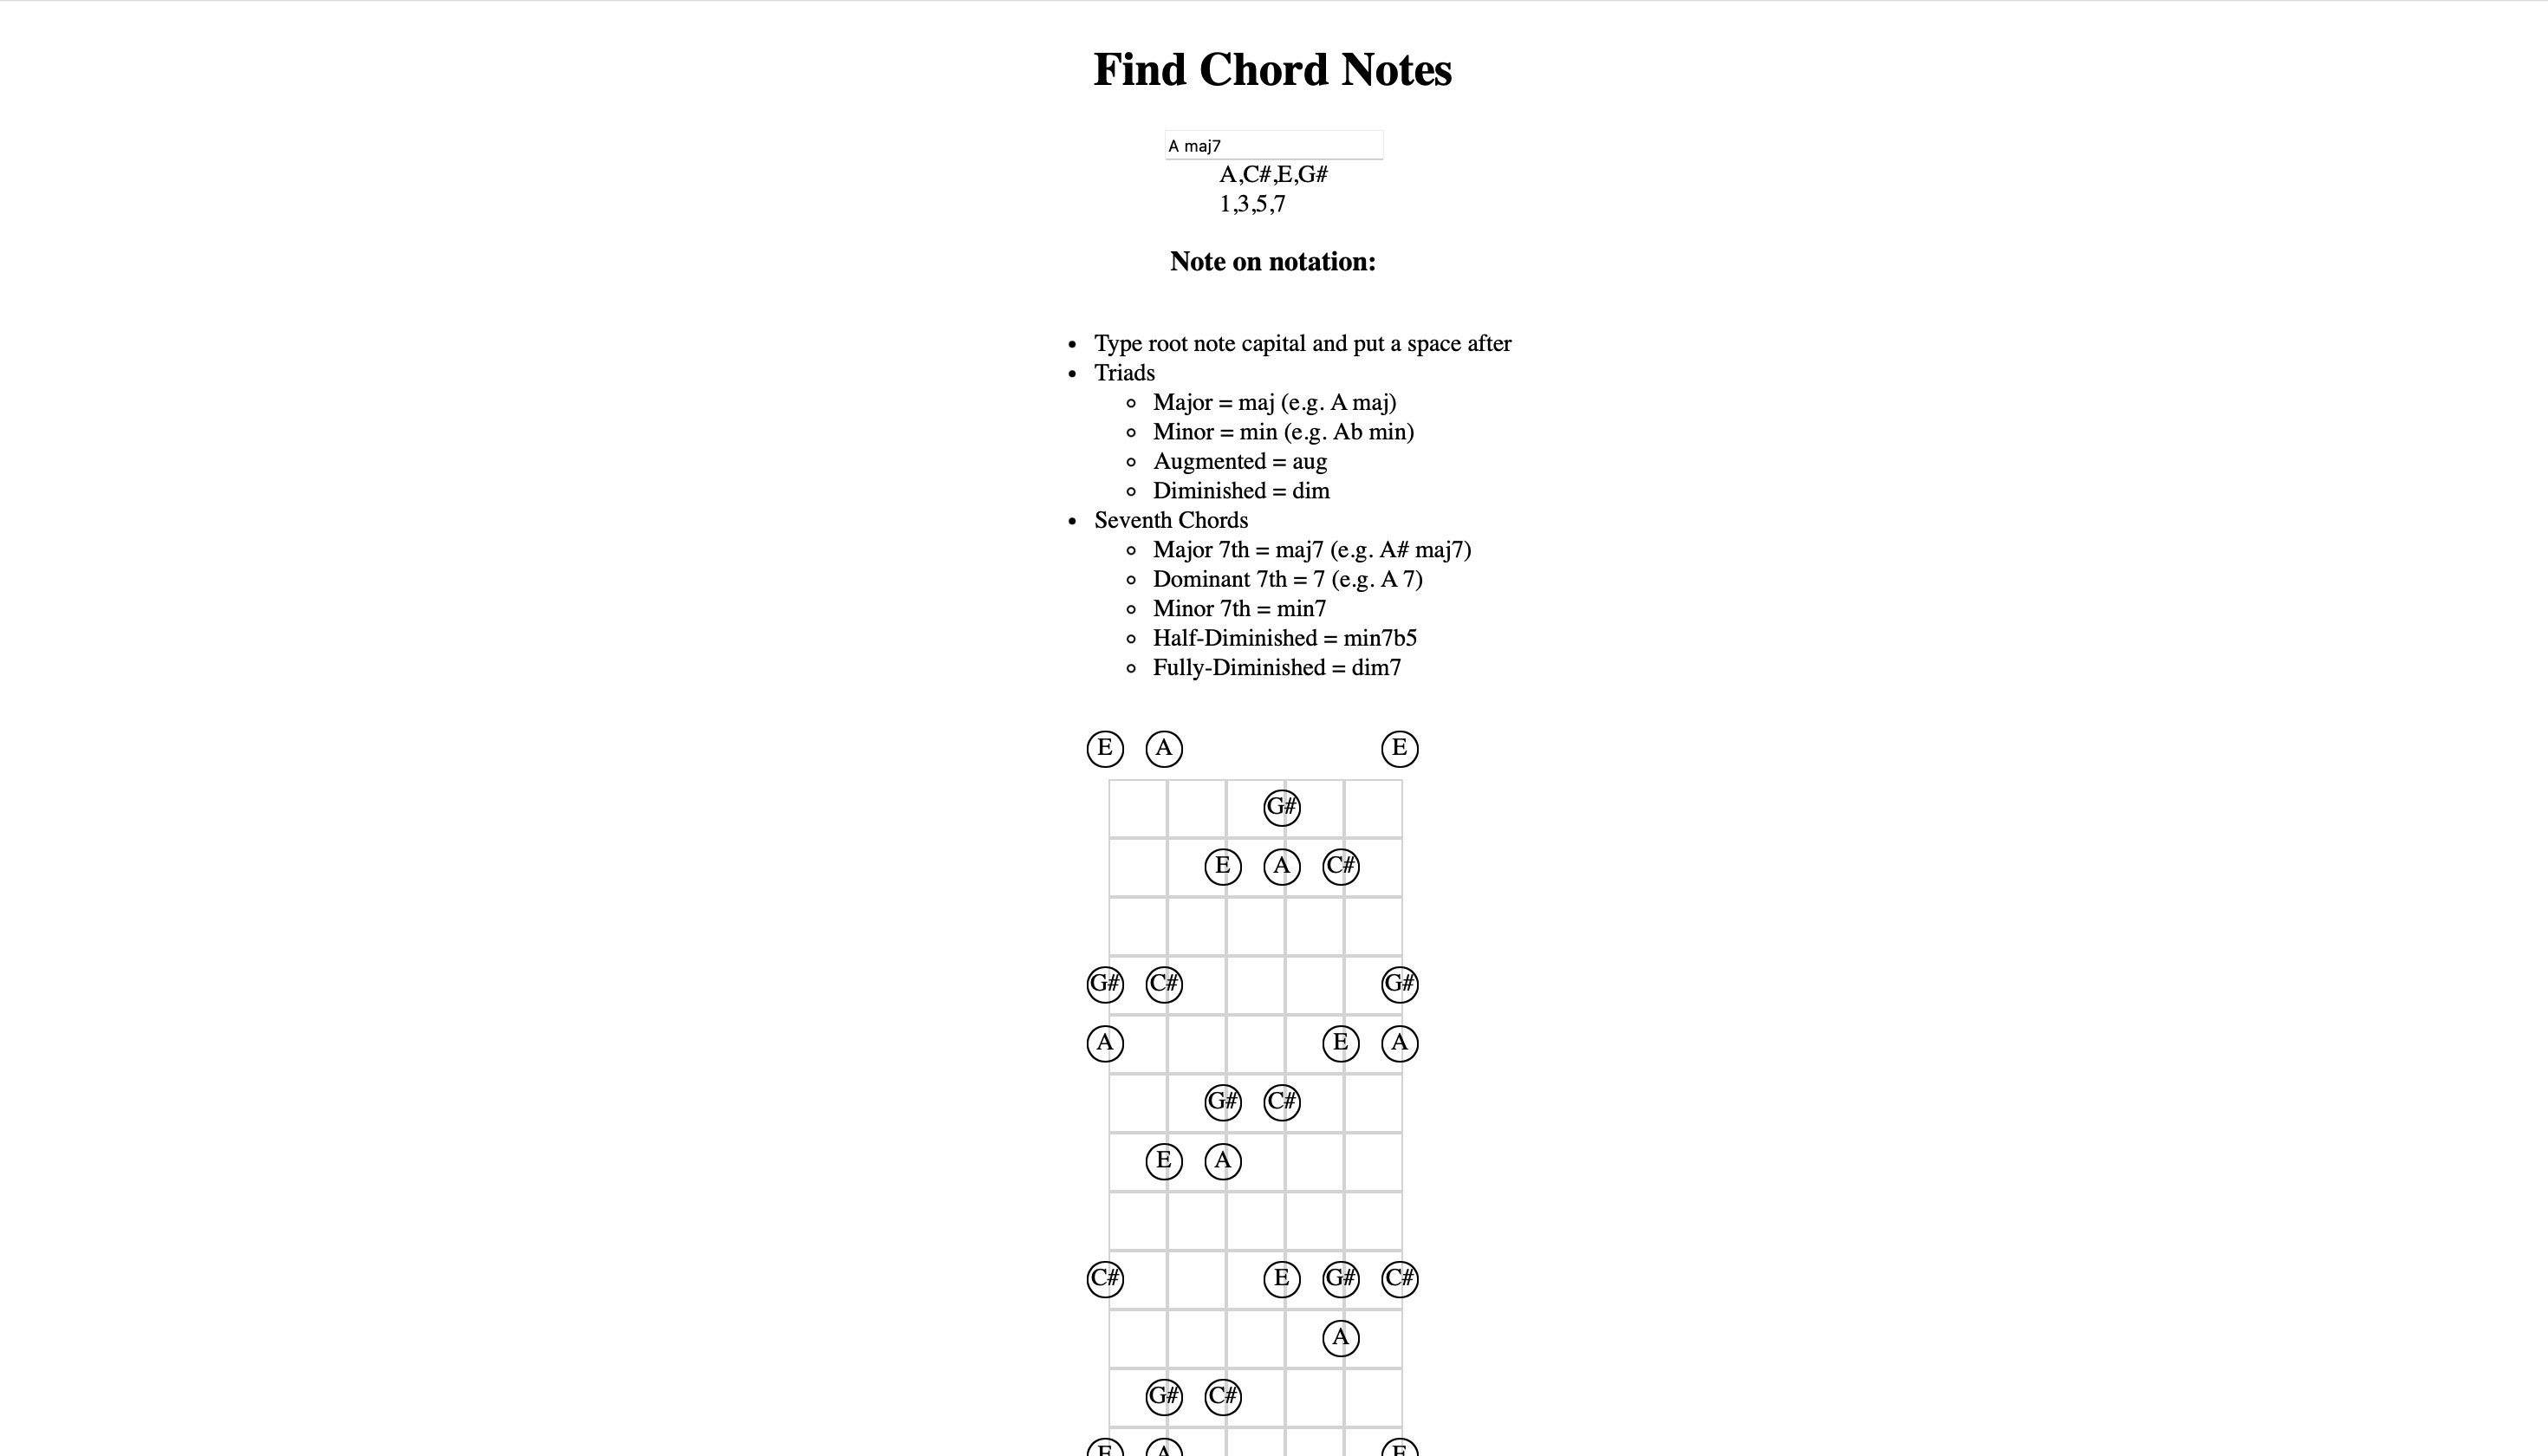 Find Chord Notes
A maj7
A,C#,E,G#
1,3,5,7
Note on notation:
Type root note capital and put a space after
Triads
Major = maj (e.g. A maj)
Minor = min (e.g. Ab min)
Augmented = aug
Diminished = dim
Seventh Chords
Major 7th = maj7 (e.g. A# maj7)
Dominant 7th = 7 (e.g. A 7)
Minor 7th = min7
Half-Diminished = min7b5
Fully-Diminished = dim7
E A E
G#
E A C#
G# C# G#
A E A
G# C#
E A
C# E G# C#
A
G# C#
E A E